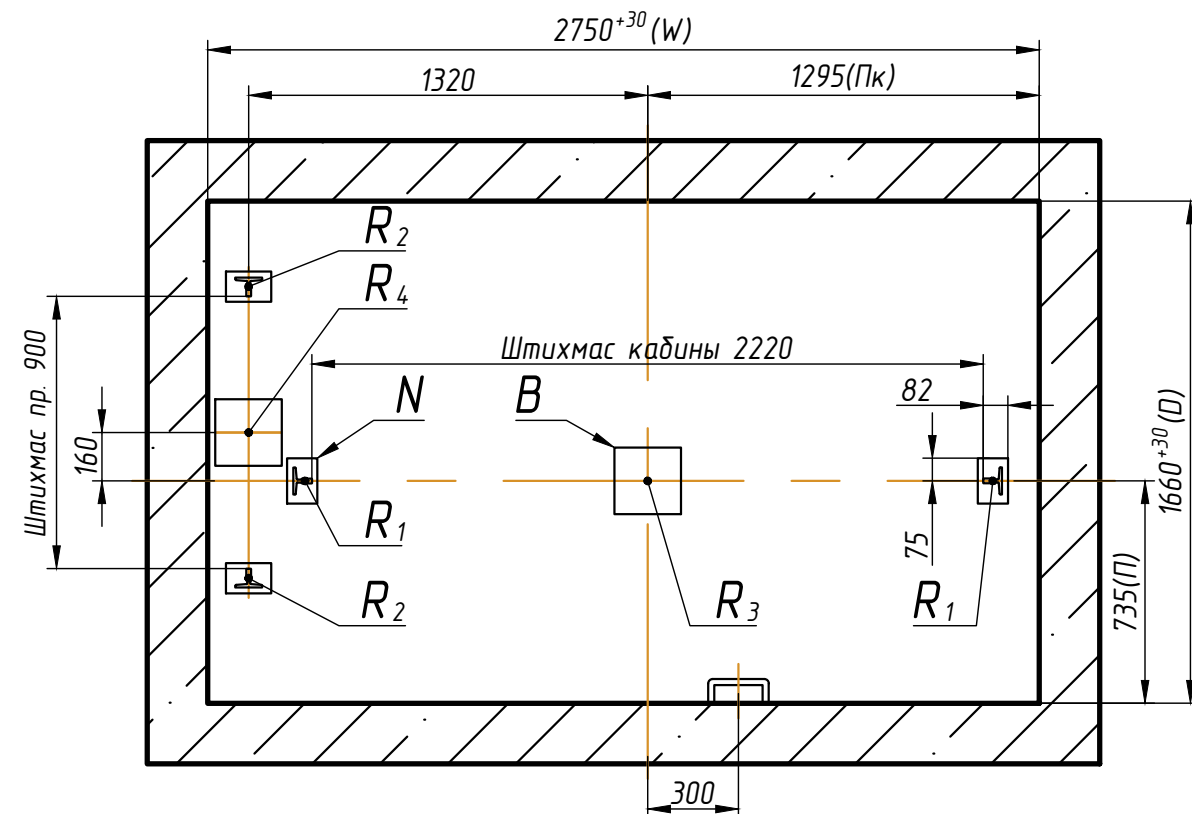 2750+30(W)
1320
1295(Пк)
R2
R4
Штихмас кабины 2220
Штихмас пр. 900
160
N
B
82
1660+30(D)
R1
75
R2
R3
R1
735(П)
300